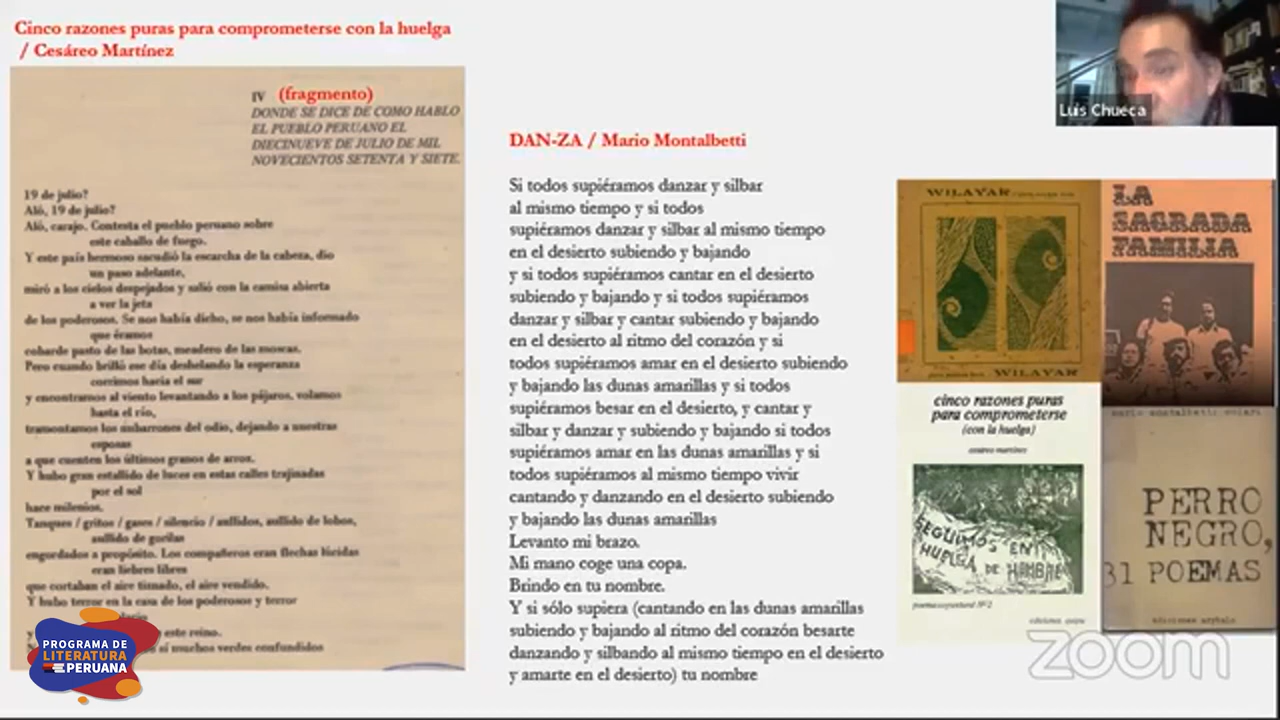 Cinco razones puras para comprometerse con la huelga
/ Cesáreo Martínez
IV (fragmento)
DONDE SE DICE DE COMO HABLO
EL PUEBLO PERUANO EL
DIECINUEVE DE JULIO DE MIL
NOVECIENTOS SETENTA Y SIETE.
19 de julio?
Aló, 19 de julio?
Aló, carajo. Contesta el pueblo peruano sobre
este caballo de fuego.
Y este país hermoso sacudió la escarcha de la cabeza, dio
un paso adelante,
miró a los cielos despejados y salió con la camisa abierta
a ver la jeta
de los poderosos. Se nos había dicho, se nos había informado
que éramos
cobarde pasto de las botas, meadero de las moscas.
Pero cuando brilló ese día deshelando la esperanza
corrimos hacia el sur
y encontramos al viento levantando a los pájaros, volamos
hasta el río,
tramontamos los nubarrones del odio, dejando a nuestras
esposas
a que cuenten los últimos granos de arroz.
Y hubo gran estallido de luces en estas calles trajinadas
por el sol
hace milenios.
Tanques / gritos / gases / silencio / aullidos, aullido de lobos,
aullido de gorilas
engordados a propósito. Los compañeros eran flechas lúcidas
eran liebres libres
que cortaban el aire tiznado, el aire vendido.
Y hubo terror en la casa de los poderosos y terror
este reino.
si muchos verdes confundidos
PROGRAMA DE
LITERATURA
PERUANA
DAN-ZA / Mario Montalbetti
Si todos supiéramos danzar y silbar
al mismo tiempo y si todos
supiéramos danzar y silbar al mismo tiempo
en el desierto subiendo y bajando
y si todos supiéramos cantar en el desierto
subiendo y bajando y si todos supiéramos
danzar y silbar y cantar subiendo y bajando
en el desierto al ritmo del corazón y si
todos supiéramos amar en el desierto subiendo
y bajando las dunas amarillas y si todos
supiéramos besar en el desierto, y cantar y
silbar y danzar y subiendo y bajando si todos
supiéramos amar en las dunas amarillas y si
todos supiéramos al mismo tiempo vivir
cantando y danzando en el desierto subiendo
y bajando las dunas amarillas
Levanto mi brazo.
Mi mano coge una copa.
Brindo en tu nombre.
Y si sólo supiera (cantando en las dunas amarillas
subiendo y bajando al ritmo del corazón besarte
danzando y silbando al mismo tiempo en el desierto
y amarte en el desierto) tu nombre
Luis Chueca
WILAYAR
WILAYAR
LA
SAGRADA
FAMILIA
cinco razones puras
para comprometerse
(con la huelga)
cesáreo martínez
SEGUIMOS EN
HUELGA DE HAMBRE
poema coyuntural Nº 2
ediciones
mario montalbetti solari
PERRO
NEGRO,
31 POEMAS
ediciones arybalo
zoom